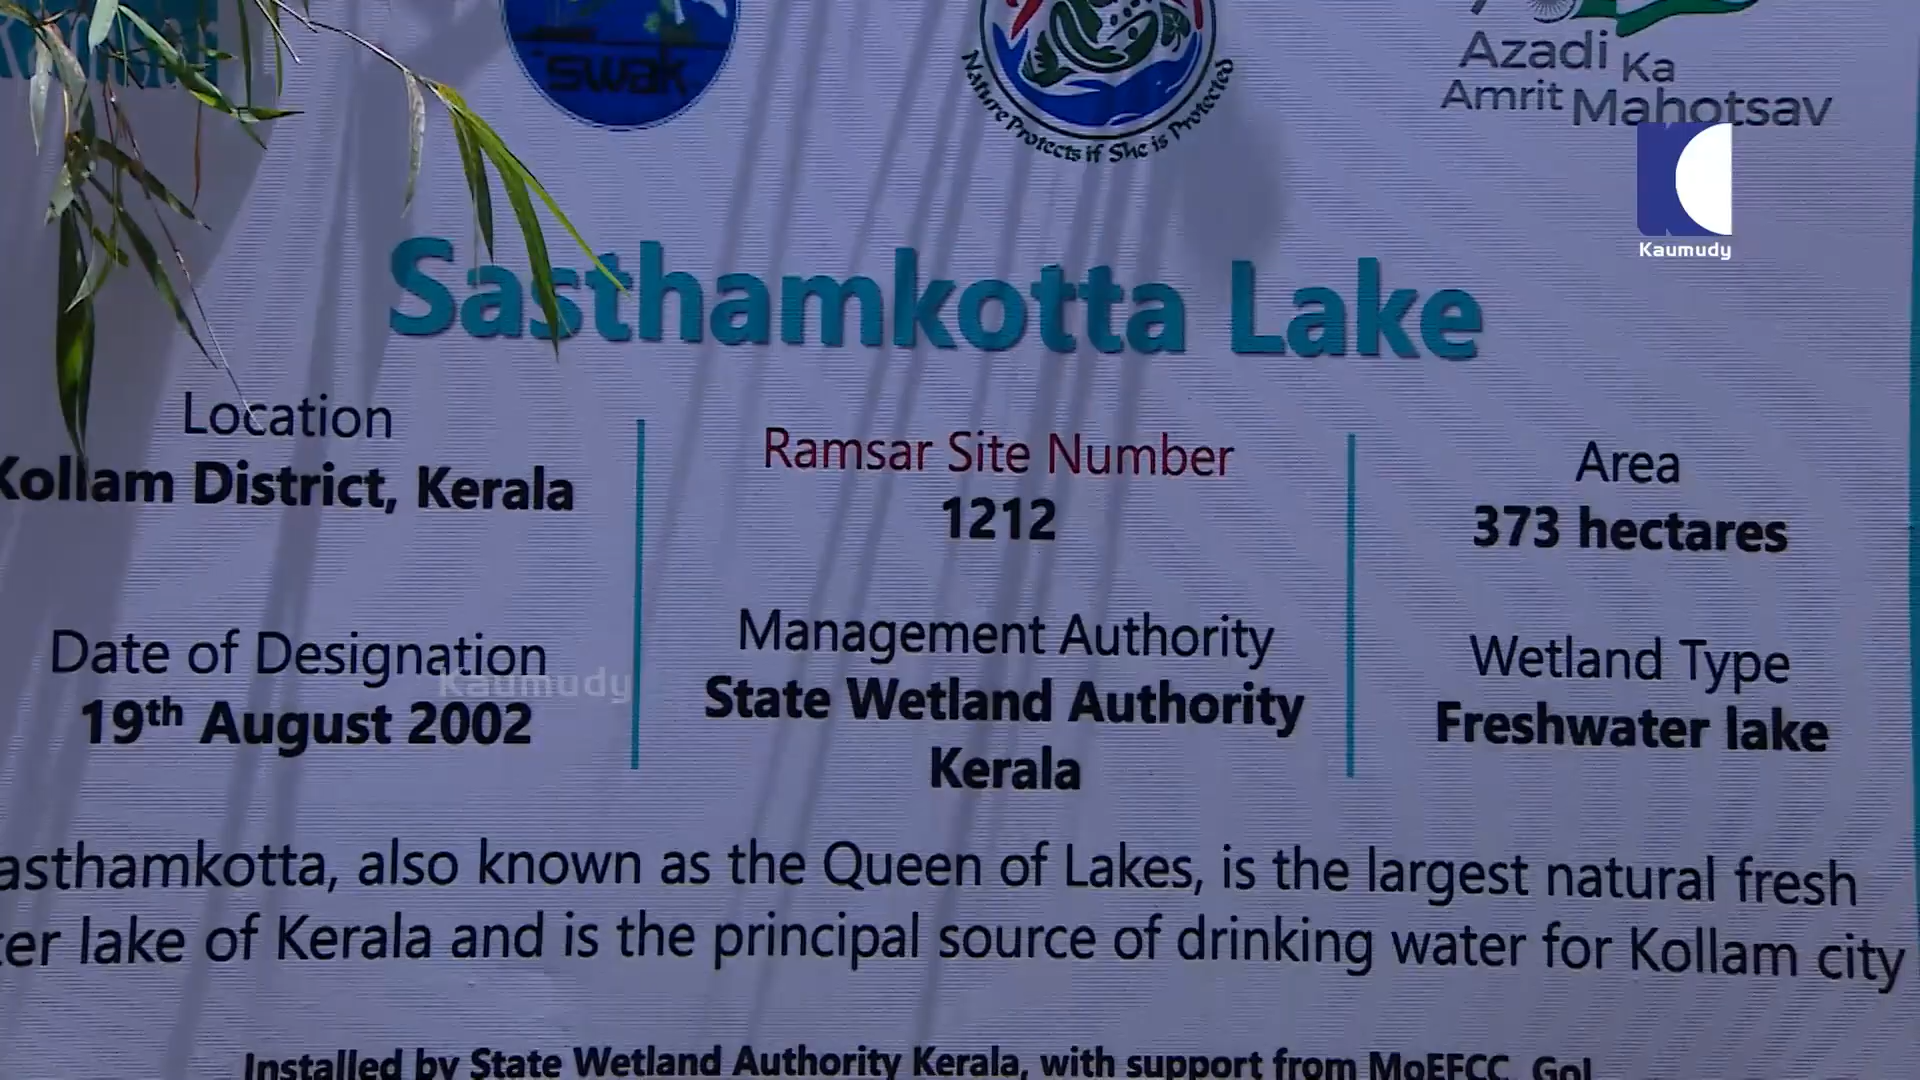 swak
Nature Protects if She is Protected
Azadi Ka
Amrit Mahotsav
Kaumudy
Sasthamkotta Lake
Location
Kollam District, Kerala
Ramsar Site Number
1212
Area
373 hectares
Date of Designation
19th August 2002
Kaumudy
Management Authority
State Wetland Authority
Kerala
Wetland Type
Freshwater lake
asthamkotta, also known as the Queen of Lakes, is the largest natural fresh
ter lake of Kerala and is the principal source of drinking water for Kollam city
Installed by State Wetland Authority Kerala, with support from MoEFCC, GoI